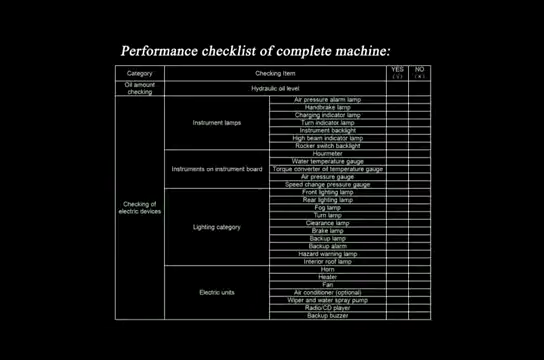 Performance checklist of complete machine:
Category Checking Item YES (√) NO (×)
Oil amount checking Hydraulic oil level
Checking of electric devices
Instrument lamps
Air pressure alarm lamp
Handbrake lamp
Charging indicator lamp
Turn indicator lamp
Instrument backlight
High beam indicator lamp
Rocker switch backlight
Instruments on instrument board
Hourmeter
Water temperature gauge
Torque converter oil temperature gauge
Air pressure gauge
Speed change pressure gauge
Lighting category
Front lighting lamp
Rear lighting lamp
Fog lamp
Turn lamp
Clearance lamp
Brake lamp
Backup lamp
Backup alarm
Hazard warning lamp
Interior roof lamp
Electric units
Horn
Heater
Fan
Air conditioner (optional)
Wiper and water spray pump
Radio/CD player
Backup buzzer